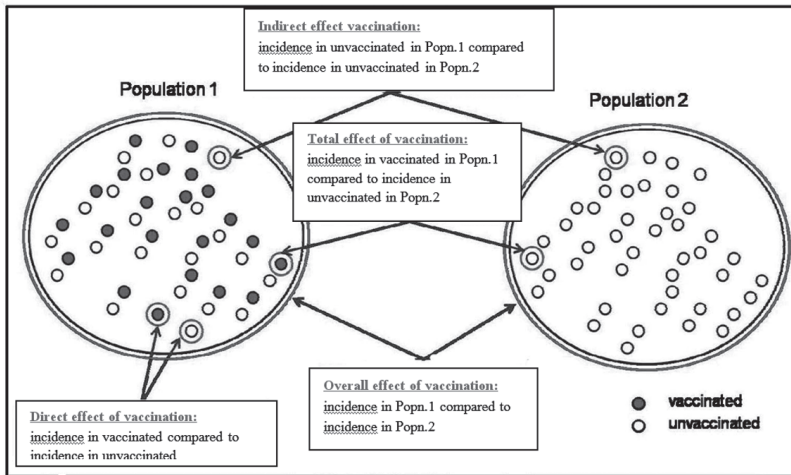 Indirect effect vaccination:
incidence in unvaccinated in Popn.1 compared
to incidence in unvaccinated in Popn.2
Population 1
Population 2
Total effect of vaccination:
incidence in vaccinated in Popn.1
compared to incidence in
unvaccinated in Popn.2
Overall effect of vaccination:
incidence in Popn.1 compared to
incidence in Popn.2
vaccinated
unvaccinated
Direct effect of vaccination:
incidence in vaccinated compared to
incidence in unvaccinated